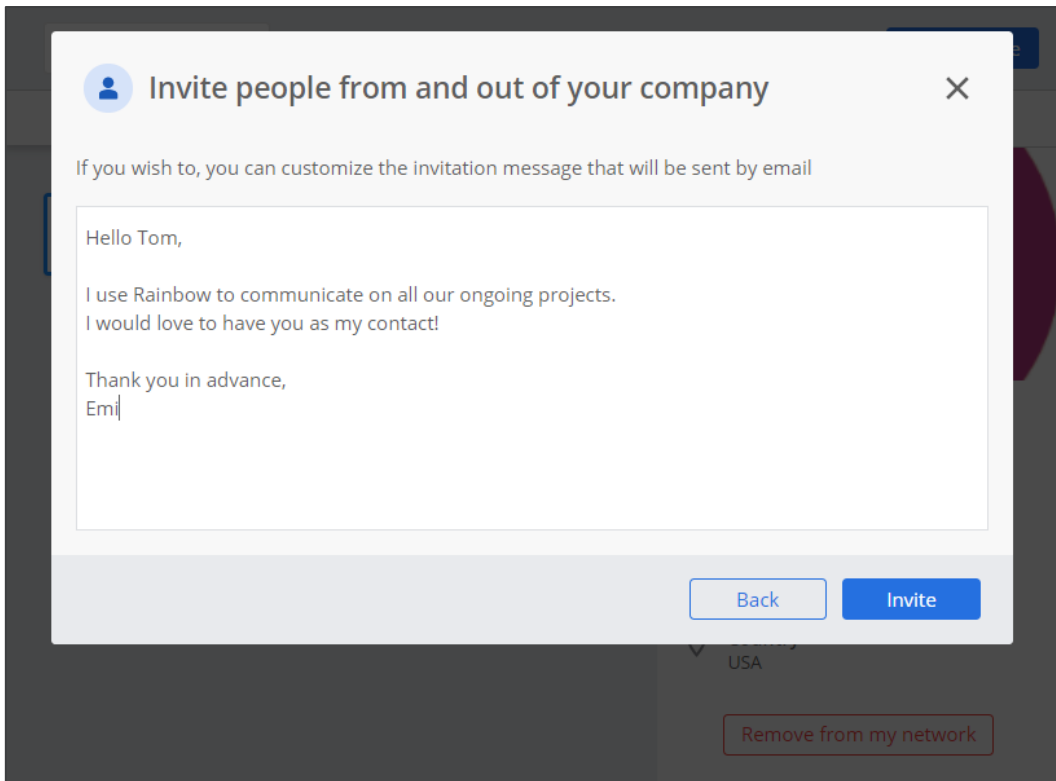 Invite people from and out of your company
If you wish to, you can customize the invitation message that will be sent by email
Hello Tom,
I use Rainbow to communicate on all our ongoing projects.
I would love to have you as my contact!
Thank you in advance,
Emi
Back
Invite
USA
Remove from my network